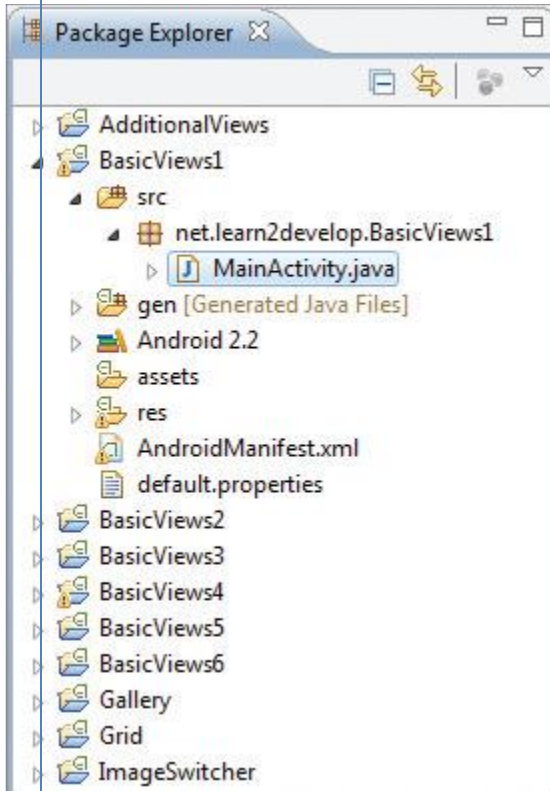 Package Explorer
AdditionalViews
BasicViews1
src
net.learn2develop.BasicViews1
MainActivity.java
gen [Generated Java Files]
Android 2.2
assets
res
AndroidManifest.xml
default.properties
BasicViews2
BasicViews3
BasicViews4
BasicViews5
BasicViews6
Gallery
Grid
ImageSwitcher